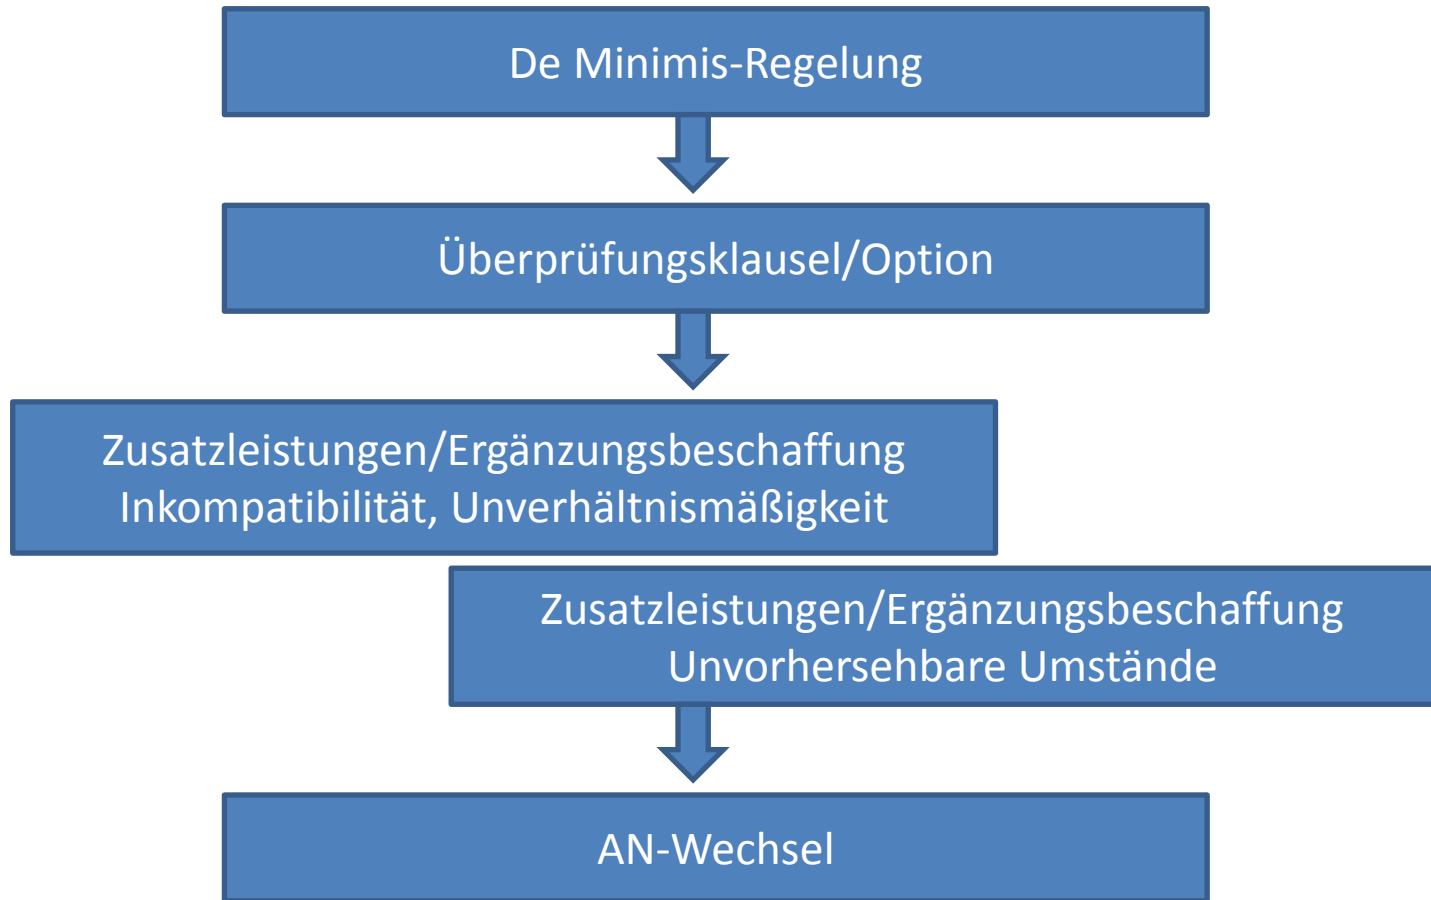 De Minimis-Regelung
Überprüfungsklausel/Option
Zusatzleistungen/Ergänzungsbeschaffung
Inkompatibilität, Unverhältnismäßigkeit
Zusatzleistungen/Ergänzungsbeschaffung
Unvorhersehbare Umstände
AN-Wechsel